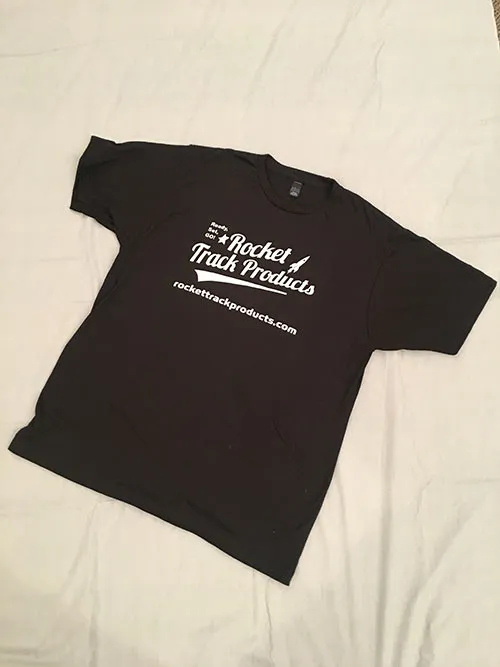 Ready,
Set,
GO!
Rocket
Track Products
rockettrackproducts.com